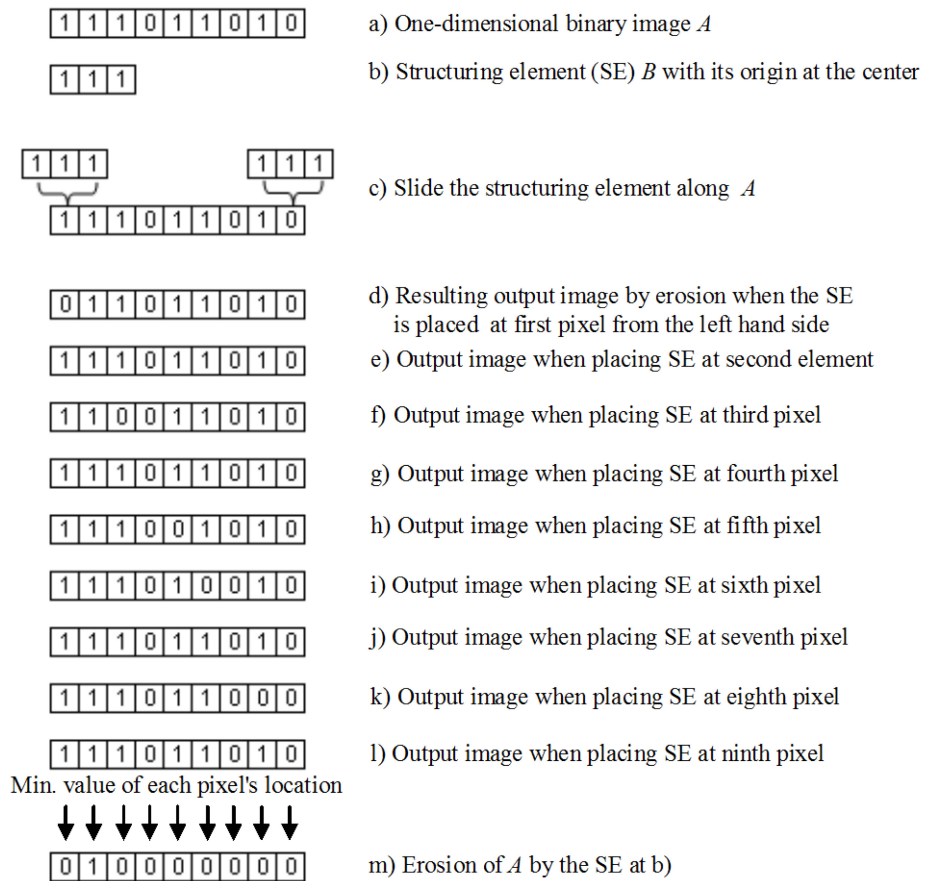 1 1 1 0 1 1 0 1 0 a) One-dimensional binary image A
1 1 1 b) Structuring element (SE) B with its origin at the center
1 1 1 1 1 1
c) Slide the structuring element along A
1 1 1 0 1 1 0 1 0
0 1 1 0 1 1 0 1 0 d) Resulting output image by erosion when the SE
is placed at first pixel from the left hand side
1 1 1 0 1 1 0 1 0 e) Output image when placing SE at second element
1 1 0 0 1 1 0 1 0 f) Output image when placing SE at third pixel
1 1 1 0 1 1 0 1 0 g) Output image when placing SE at fourth pixel
1 1 1 0 0 1 0 1 0 h) Output image when placing SE at fifth pixel
1 1 1 0 1 0 0 1 0 i) Output image when placing SE at sixth pixel
1 1 1 0 1 1 0 1 0 j) Output image when placing SE at seventh pixel
1 1 1 0 1 1 0 0 0 k) Output image when placing SE at eighth pixel
1 1 1 0 1 1 0 1 0 l) Output image when placing SE at ninth pixel
Min. value of each pixel's location
0 1 0 0 0 0 0 0 0 m) Erosion of A by the SE at b)